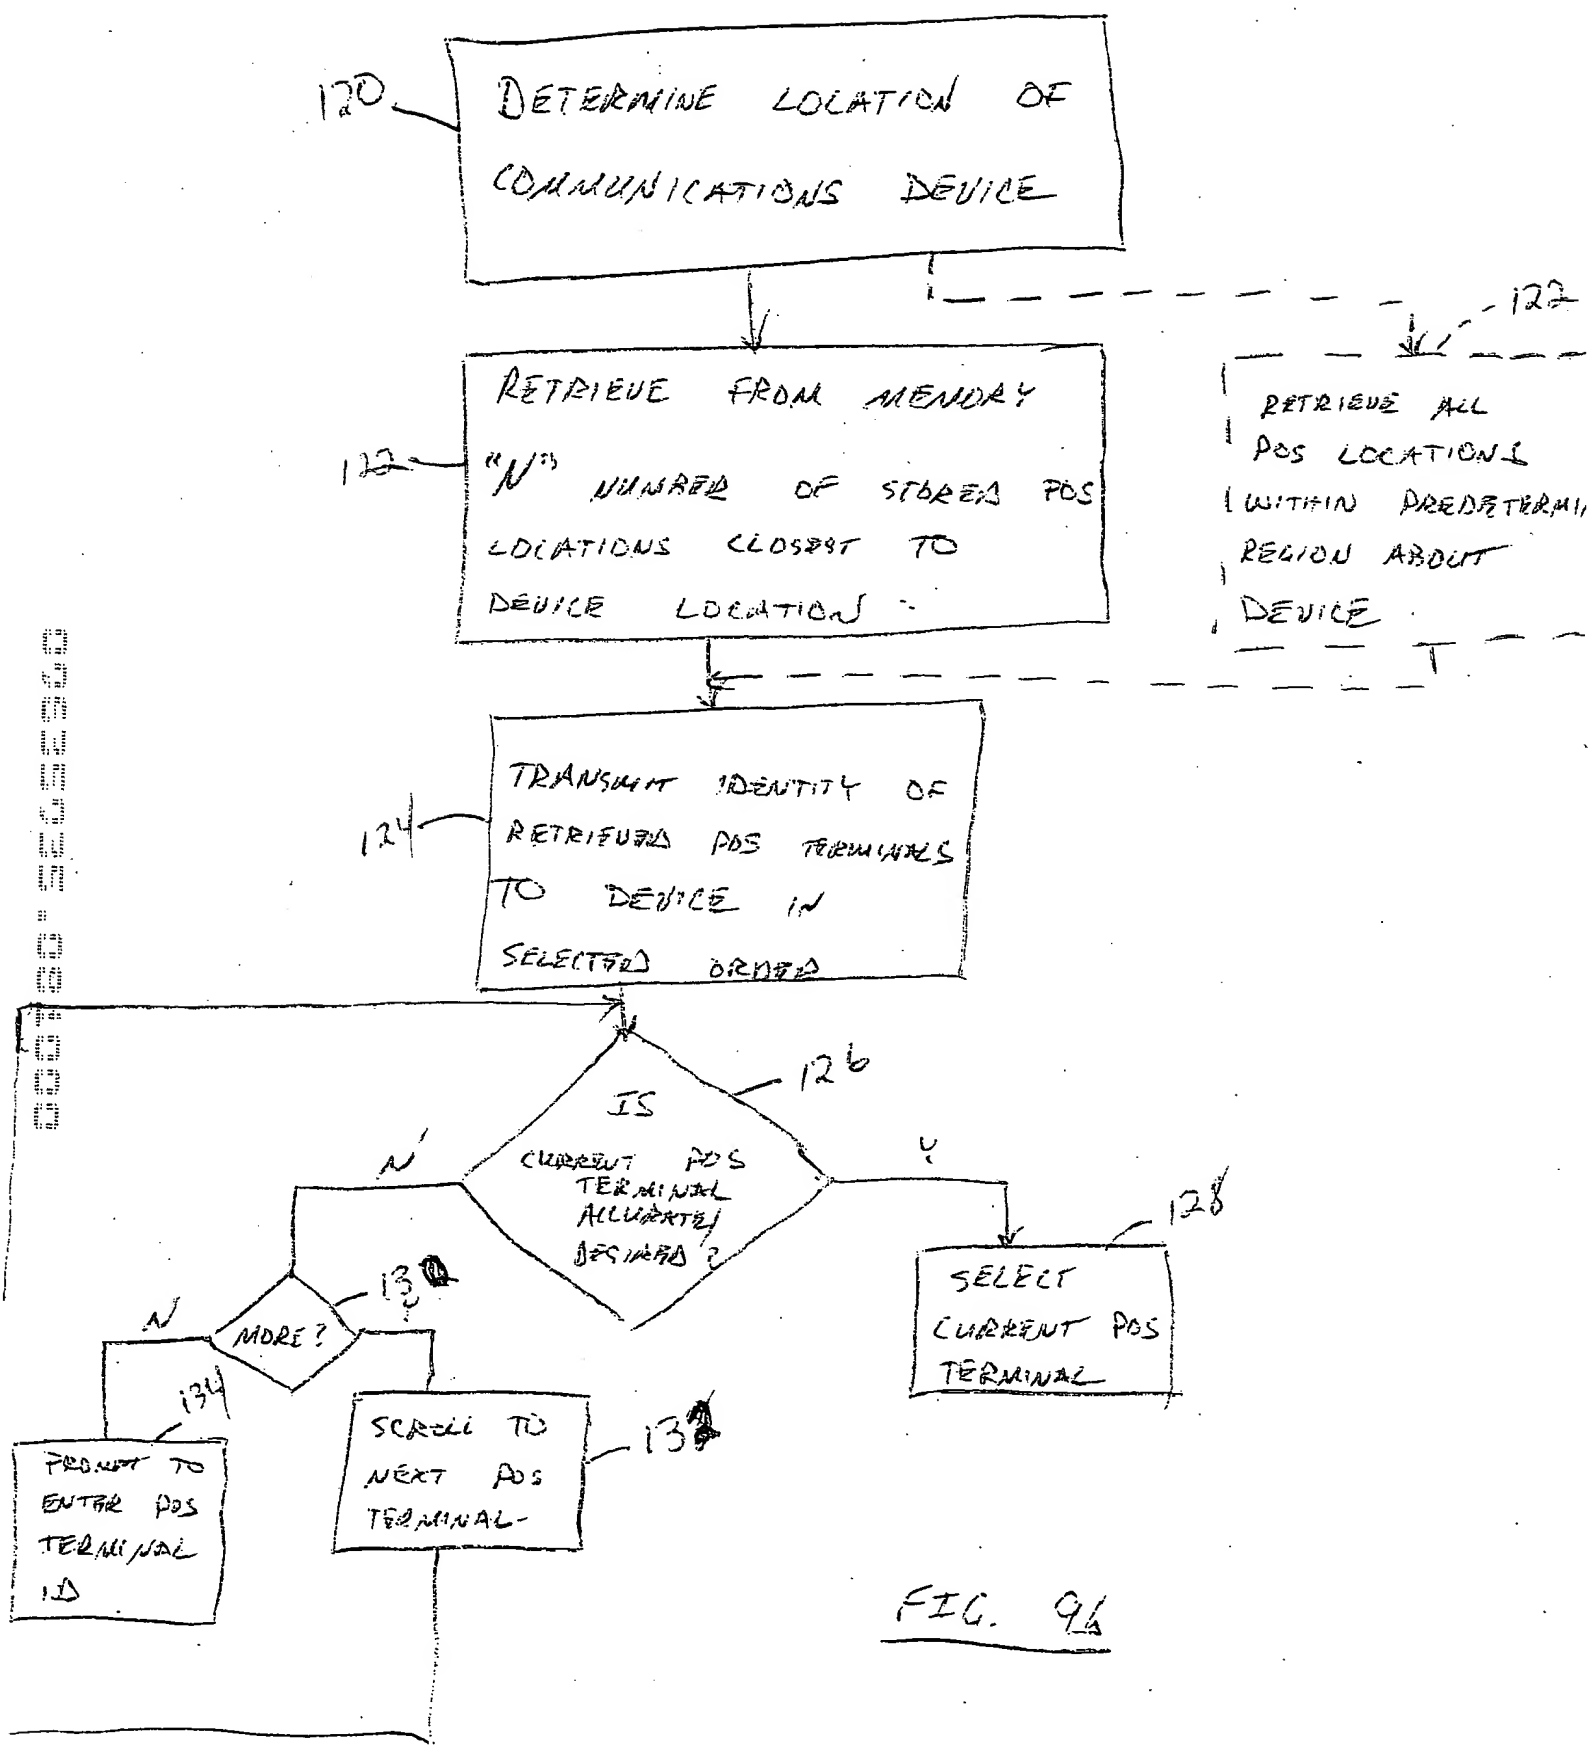 120
DETERMINE LOCATION OF
COMMUNICATIONS DEVICE
122
RETRIEVE FROM MEMORY
122
"N" NUMBER OF STORED POS
LOCATIONS CLOSEST TO
DEVICE LOCATION
RETRIEVE ALL
POS LOCATIONS
WITHIN PREDETERMI
REGION ABOUT
DEVICE
124
TRANSMIT IDENTITY OF
RETRIEVED POS TERMINALS
TO DEVICE IN
SELECTED ORDER
126
IS
CURRENT POS
TERMINAL
ACCURATE/
DESIRED?
N
Y
128
SELECT
CURRENT POS
TERMINAL
MORE?
N
Y
134
PROMPT TO
ENTER POS
TERMINAL
ID
SCROLL TO
NEXT POS
TERMINAL
FIG. 9b